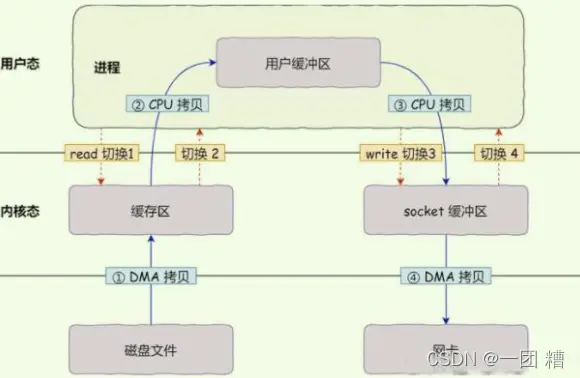 用户态
进程
用户缓冲区
② CPU 拷贝
③ CPU 拷贝
read 切换1
切换 2
write 切换3
切换 4
内核态
缓存区
socket 缓冲区
① DMA 拷贝
④ DMA 拷贝
磁盘文件
网卡
CSDN @一团 糟